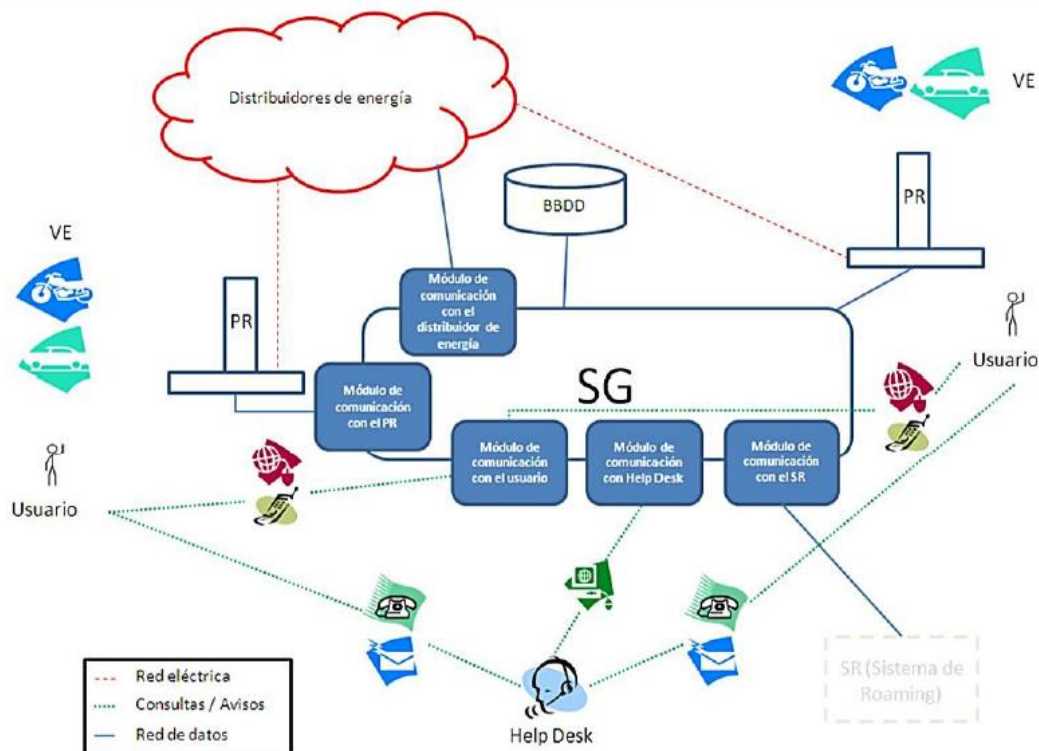 Distribuidores de energía
VE
PR
BBDD
VE
PR
Módulo de
comunicación
con el
distribuidor de
energía
SG
Usuario
Módulo de
comunicación
con el PR
Módulo de
comunicación
con el usuario
Módulo de
comunicación
con Help Desk
Módulo de
comunicación
con el SR
Usuario
SR (Sistema de
Roaming)
Red eléctrica
Consultas / Avisos
Red de datos
Help Desk